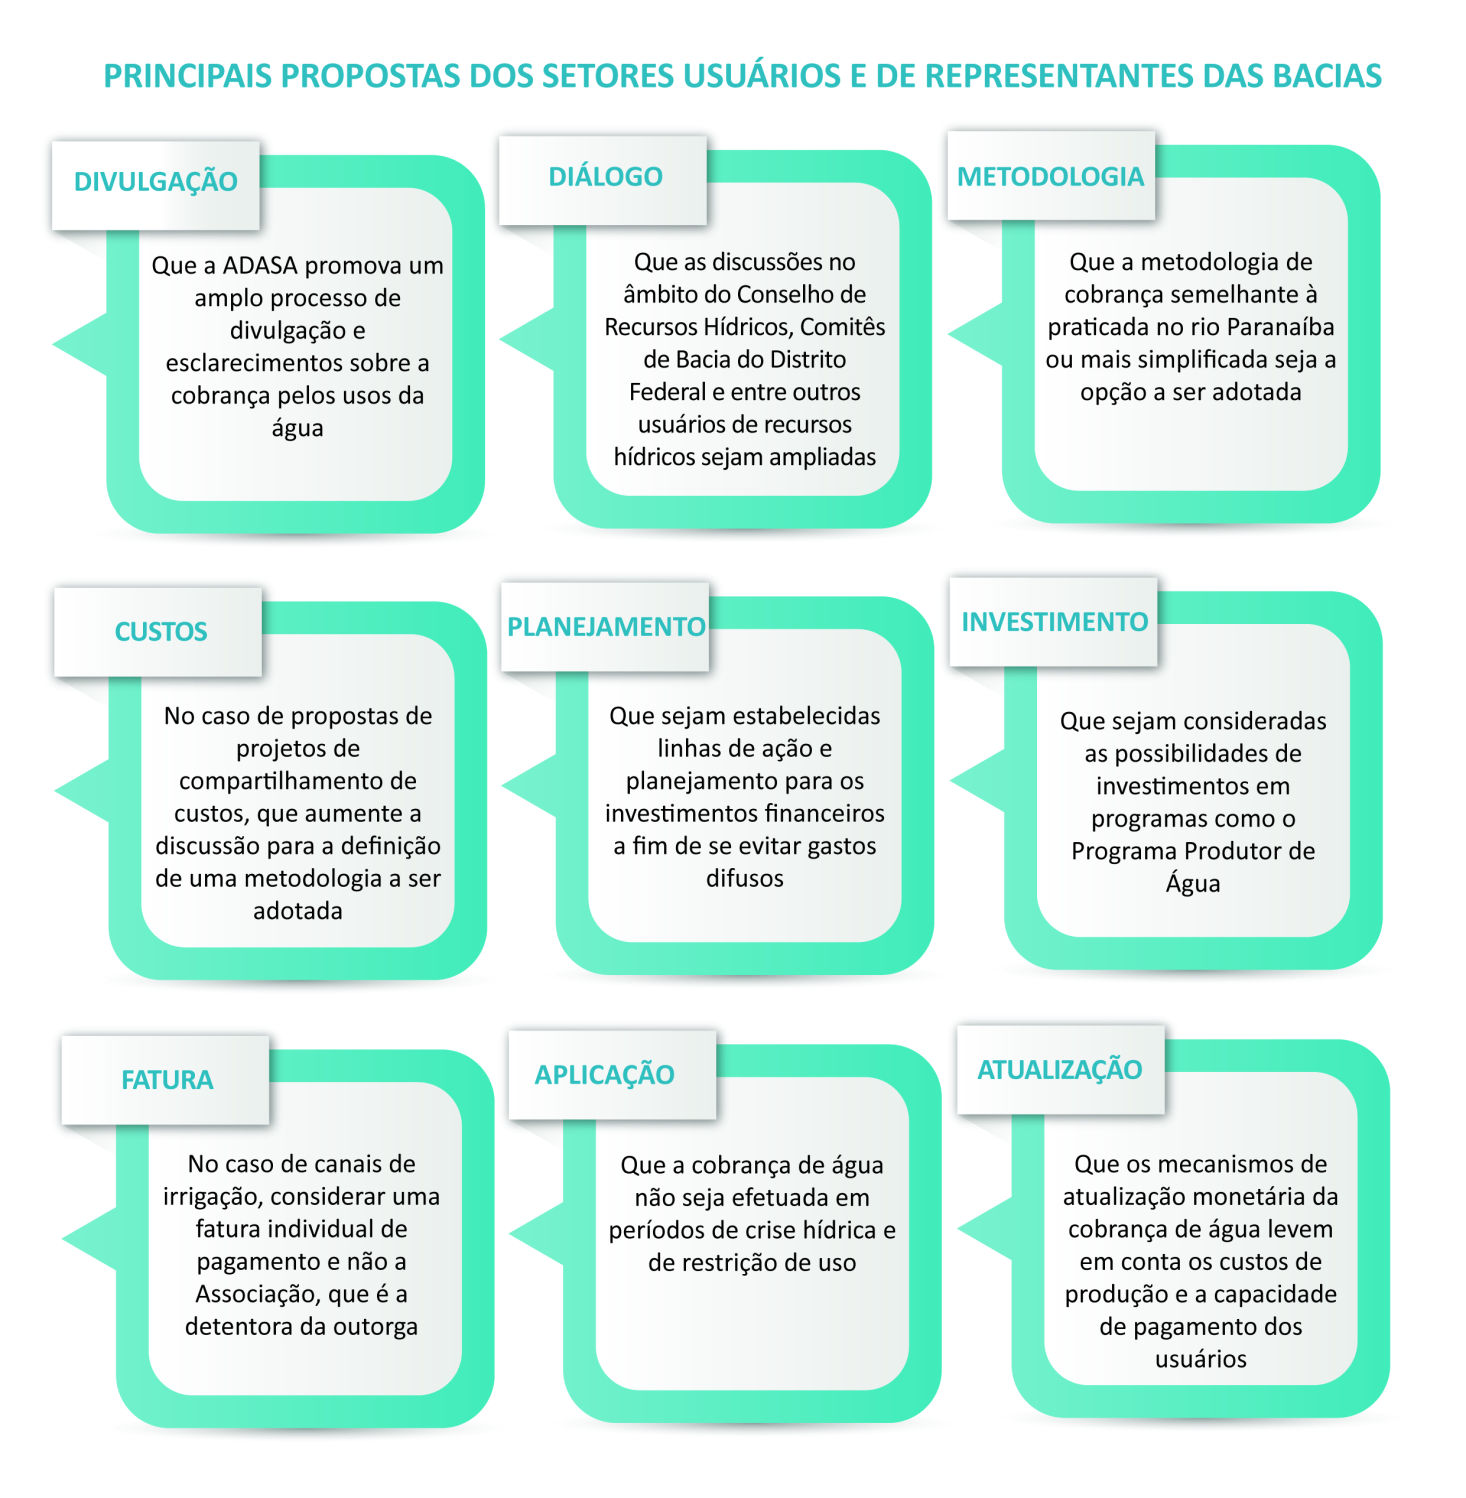 PRINCIPAIS PROPOSTAS DOS SETORES USUÁRIOS E DE REPRESENTANTES DAS BACIAS
DIVULGAÇÃO
Que a ADASA promova um
amplo processo de
divulgação e
esclarecimentos sobre a
cobrança pelos usos da
água
DIÁLOGO
Que as discussões no
âmbito do Conselho de
Recursos Hídricos, Comitês
de Bacia do Distrito
Federal e entre outros
usuários de recursos
hídricos sejam ampliadas
METODOLOGIA
Que a metodologia de
cobrança semelhante à
praticada no rio Paranaíba
ou mais simplificada seja a
opção a ser adotada
CUSTOS
No caso de propostas de
projetos de
compartilhamento de
custos, que aumente a
discussão para a definição
de uma metodologia a ser
adotada
PLANEJAMENTO
Que sejam estabelecidas
linhas de ação e
planejamento para os
investimentos financeiros
a fim de se evitar gastos
difusos
INVESTIMENTO
Que sejam consideradas
as possibilidades de
investimentos em
programas como o
Programa Produtor de
Água
FATURA
No caso de canais de
irrigação, considerar uma
fatura individual de
pagamento e não a
Associação, que é a
detentora da outorga
APLICAÇÃO
Que a cobrança de água
não seja efetuada em
períodos de crise hídrica e
de restrição de uso
ATUALIZAÇÃO
Que os mecanismos de
atualização monetária da
cobrança de água levem
em conta os custos de
produção e a capacidade
de pagamento dos
usuários